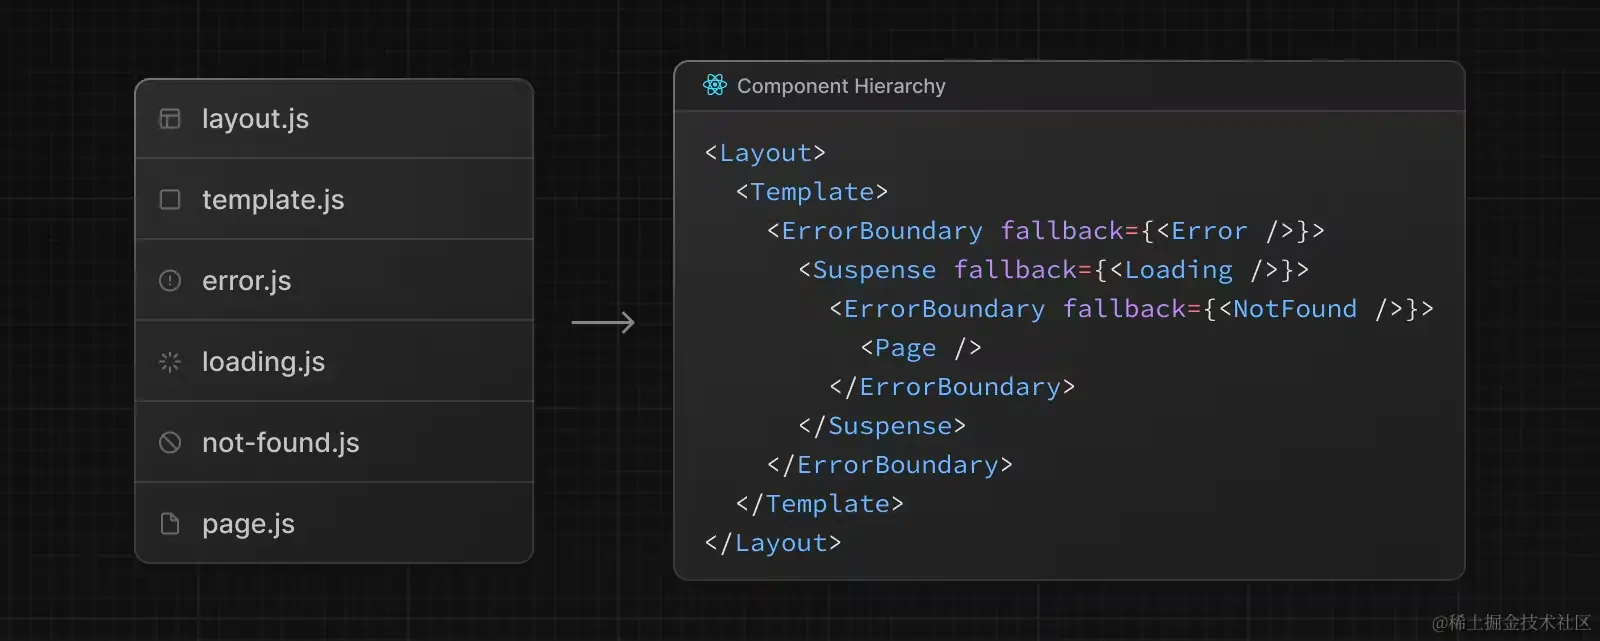 layout.js
template.js
error.js
loading.js
not-found.js
page.js
Component Hierarchy
<Layout>
<Template>
<ErrorBoundary fallback={<Error />}>
<Suspense fallback={<Loading />}>
<ErrorBoundary fallback={<NotFound />}>
<Page />
</ErrorBoundary>
</Suspense>
</ErrorBoundary>
</Template>
</Layout>
@稀土掘金技术社区